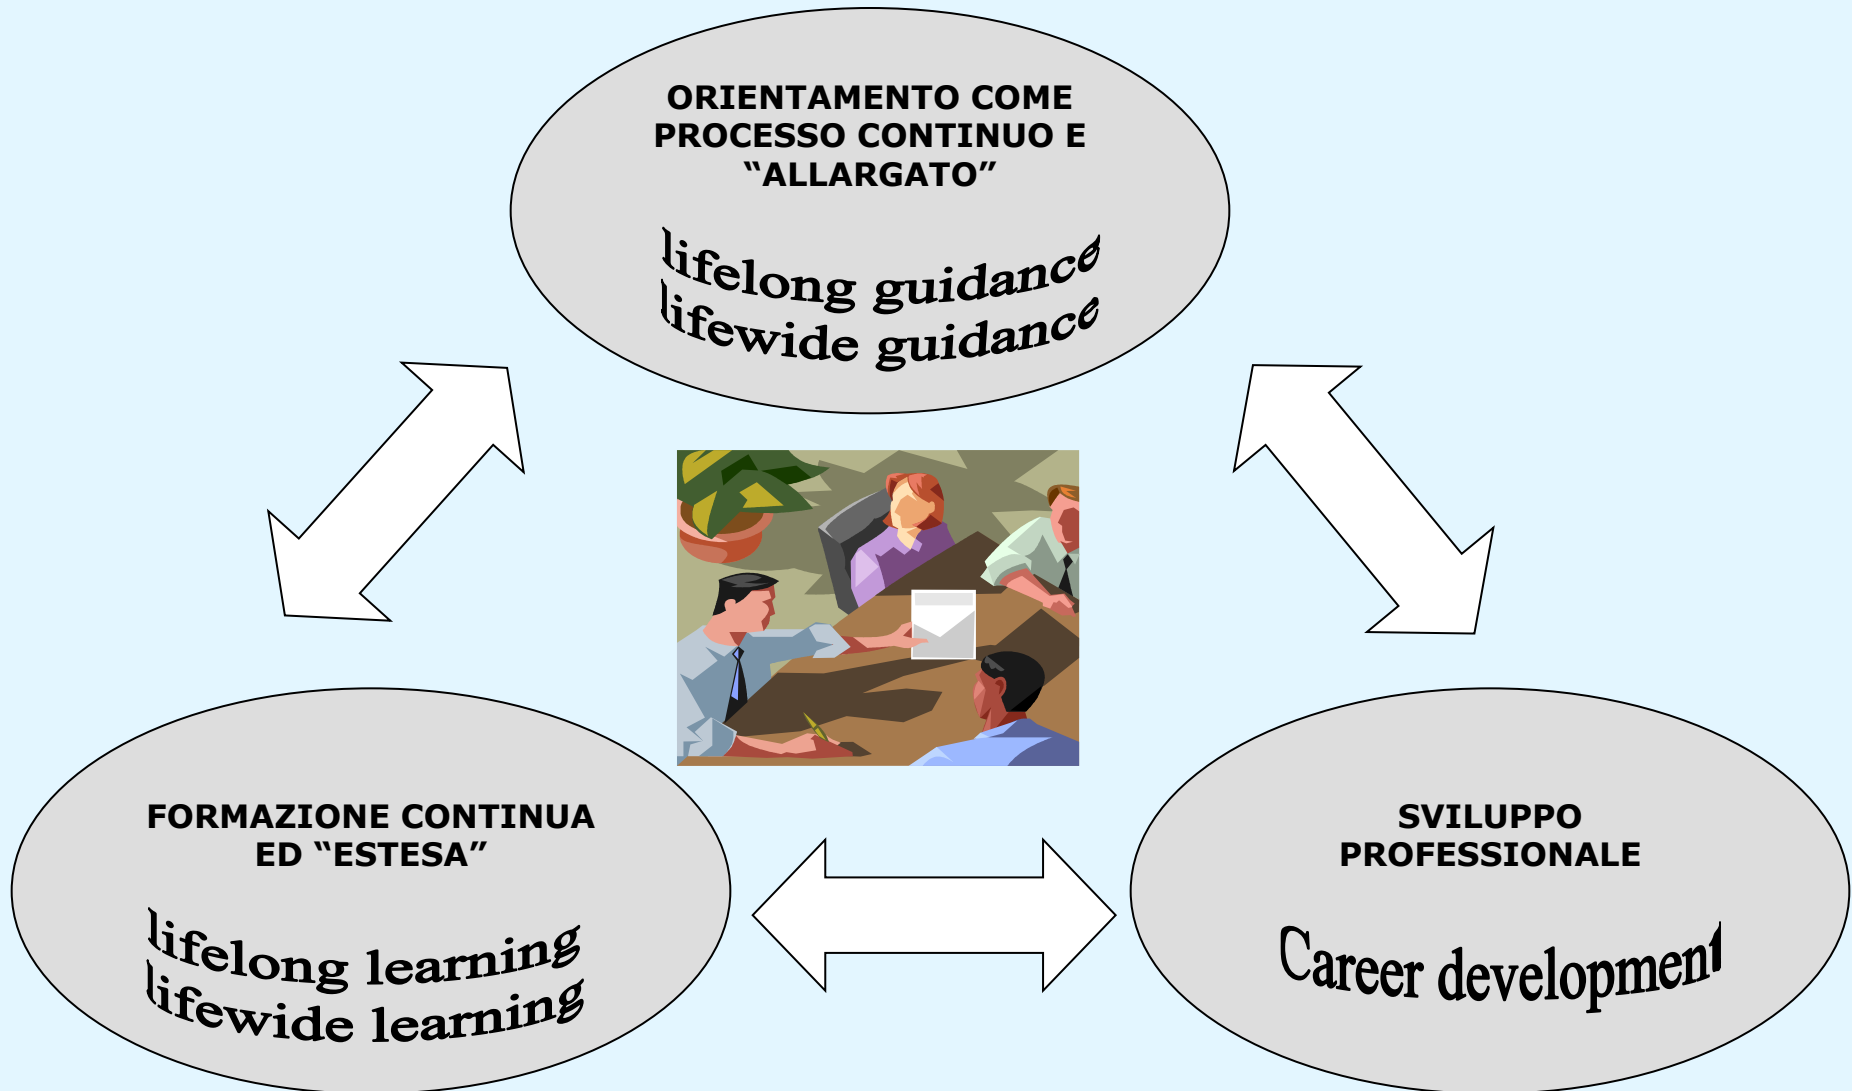 ORIENTAMENTO COME
PROCESSO CONTINUO E
“ALLARGATO”
lifelong guidance
lifewide guidance
FORMAZIONE CONTINUA
ED “ESTESA”
lifelong learning
lifewide learning
SVILUPPO
PROFESSIONALE
Career development